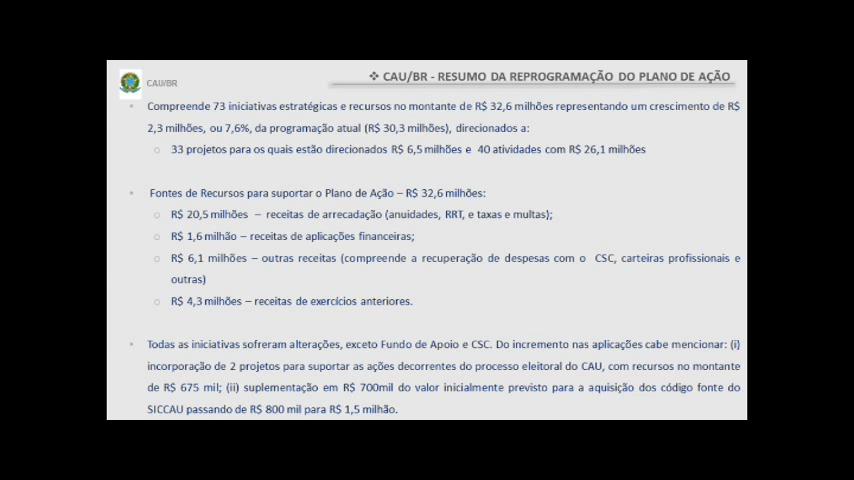 CAU/BR
❖ CAU/BR - RESUMO DA REPROGRAMAÇÃO DO PLANO DE AÇÃO
• Compreende 73 iniciativas estratégicas e recursos no montante de R$ 32,6 milhões representando um crescimento de R$
2,3 milhões, ou 7,6%, da programação atual (R$ 30,3 milhões), direcionados a:
○ 33 projetos para os quais estão direcionados R$ 6,5 milhões e 40 atividades com R$ 26,1 milhões
• Fontes de Recursos para suportar o Plano de Ação – R$ 32,6 milhões:
○ R$ 20,5 milhões – receitas de arrecadação (anuidades, RRT, e taxas e multas);
○ R$ 1,6 milhão – receitas de aplicações financeiras;
○ R$ 6,1 milhões – outras receitas (compreende a recuperação de despesas com o CSC, carteiras profissionais e
outras)
○ R$ 4,3 milhões – receitas de exercícios anteriores.
• Todas as iniciativas sofreram alterações, exceto Fundo de Apoio e CSC. Do incremento nas aplicações cabe mencionar: (i)
incorporação de 2 projetos para suportar as ações decorrentes do processo eleitoral do CAU, com recursos no montante
de R$ 675 mil; (ii) suplementação em R$ 700mil do valor inicialmente previsto para a aquisição dos código fonte do
SICCAU passando de R$ 800 mil para R$ 1,5 milhão.